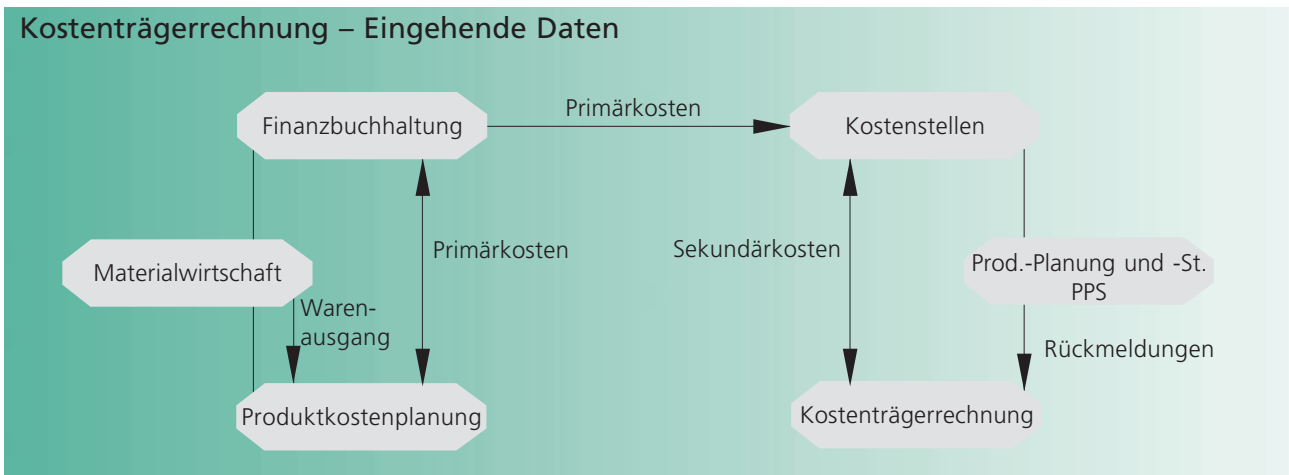 Kostenträgerrechnung – Eingehende Daten
Primärkosten
Finanzbuchhaltung
Kostenstellen
Primärkosten
Sekundärkosten
Materialwirtschaft
Prod.-Planung und -St.
PPS
Waren-
ausgang
Rückmeldungen
Produktkostenplanung
Kostenträgerrechnung